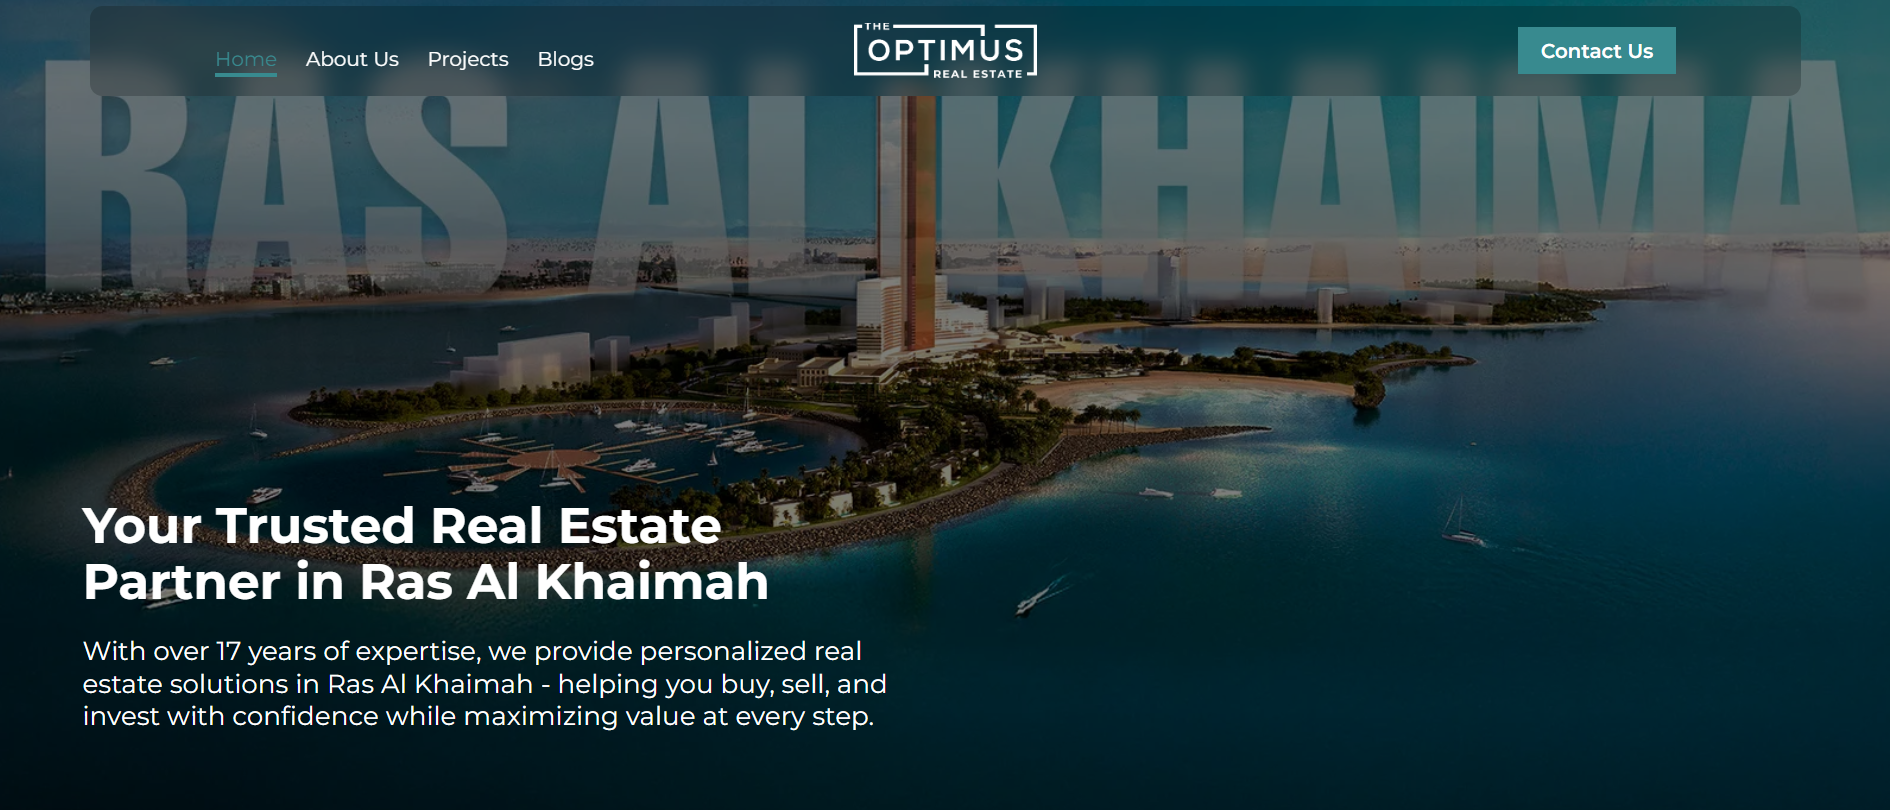 Home
About Us
Projects
Blogs
THE
OPTIMUS
REAL ESTATE
Contact Us
RAS AL KHAIMA
Your Trusted Real Estate
Partner in Ras Al Khaimah
With over 17 years of expertise, we provide personalized real
estate solutions in Ras Al Khaimah - helping you buy, sell, and
invest with confidence while maximizing value at every step.